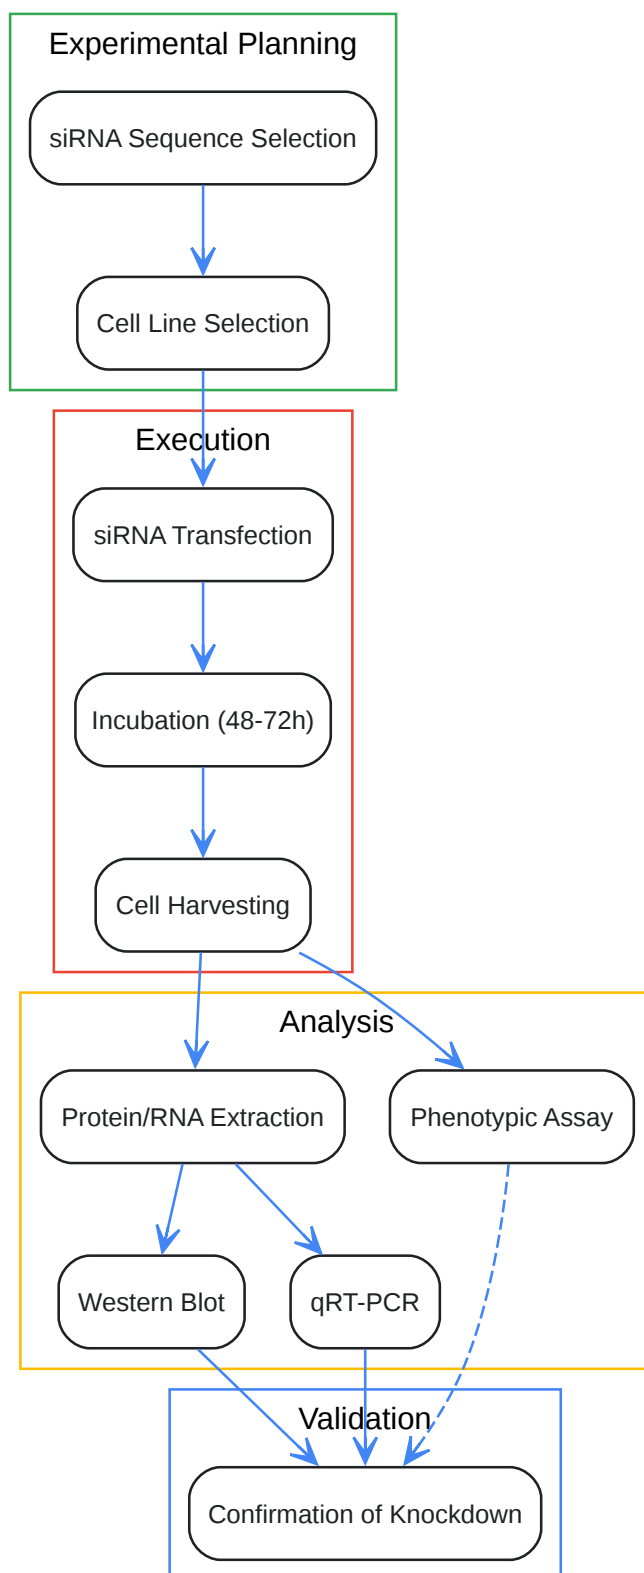 Experimental Planning
siRNA Sequence Selection
Cell Line Selection
Execution
siRNA Transfection
Incubation (48-72h)
Cell Harvesting
Analysis
Protein/RNA Extraction
Phenotypic Assay
Western Blot
qRT-PCR
Validation
Confirmation of Knockdown